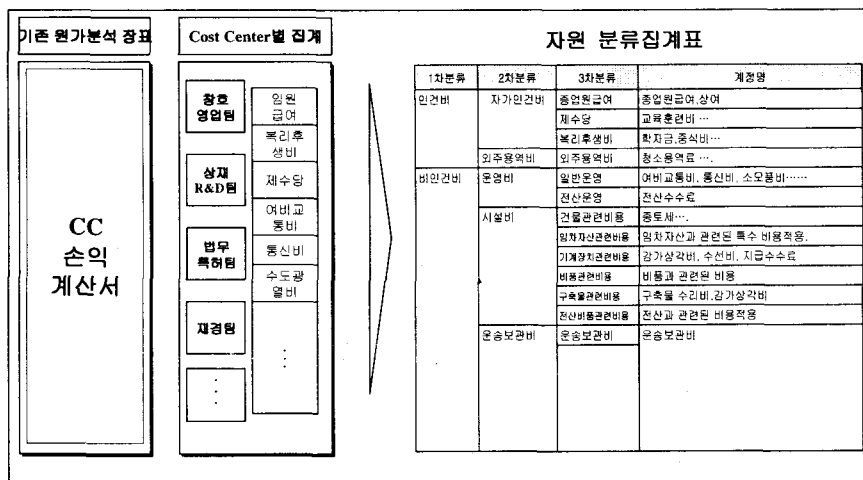 기존 원가분석 장표
CC
손익
계산서
Cost Center별 집계
창호
영업팀
상재
R&D팀
법무
특허팀
재경팀
임원
급여
복리후
생비
제수당
여비교
통비
통신비
수도광
열비
자원 분류집계표
1차분류 2차분류 3차분류 계정명
인건비 자가인건비 종업원급여 종업원급여,상여
제수당 교육훈련비 …
복리후생비 학자금,중식비…
외주용역비 외주용역비 청소용역료 ….
비인건비 운영비 일반운영 여비교통비, 통신비, 소모품비……
전산운영 전산수수료
시설비 건물관련비용 종토세….
임차자산관련비용 임차자산과 관련된 특수 비용적용.
기계장치관련비용 감가상각비, 수선비, 지급수수료
비품관련비용 비품과 관련된 비용
구축물관련비용 구축물 수리비,감가상각비
전산비품관련비용 전산과 관련된 비용적용
운송보관비 운송보관비 운송보관비